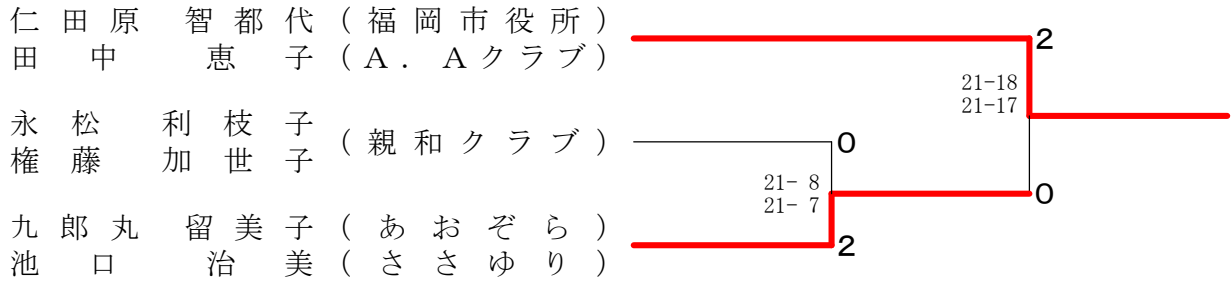 仁田原 智都代(福岡市役所)
田中 恵子(A.Aクラブ)
2
21-18
21-17
永松 利枝子
権藤 加世子
(親和クラブ)
0
21- 8
21- 7
0
九郎丸 留美子(あおぞら)
池口 治美(ささゆり)
2